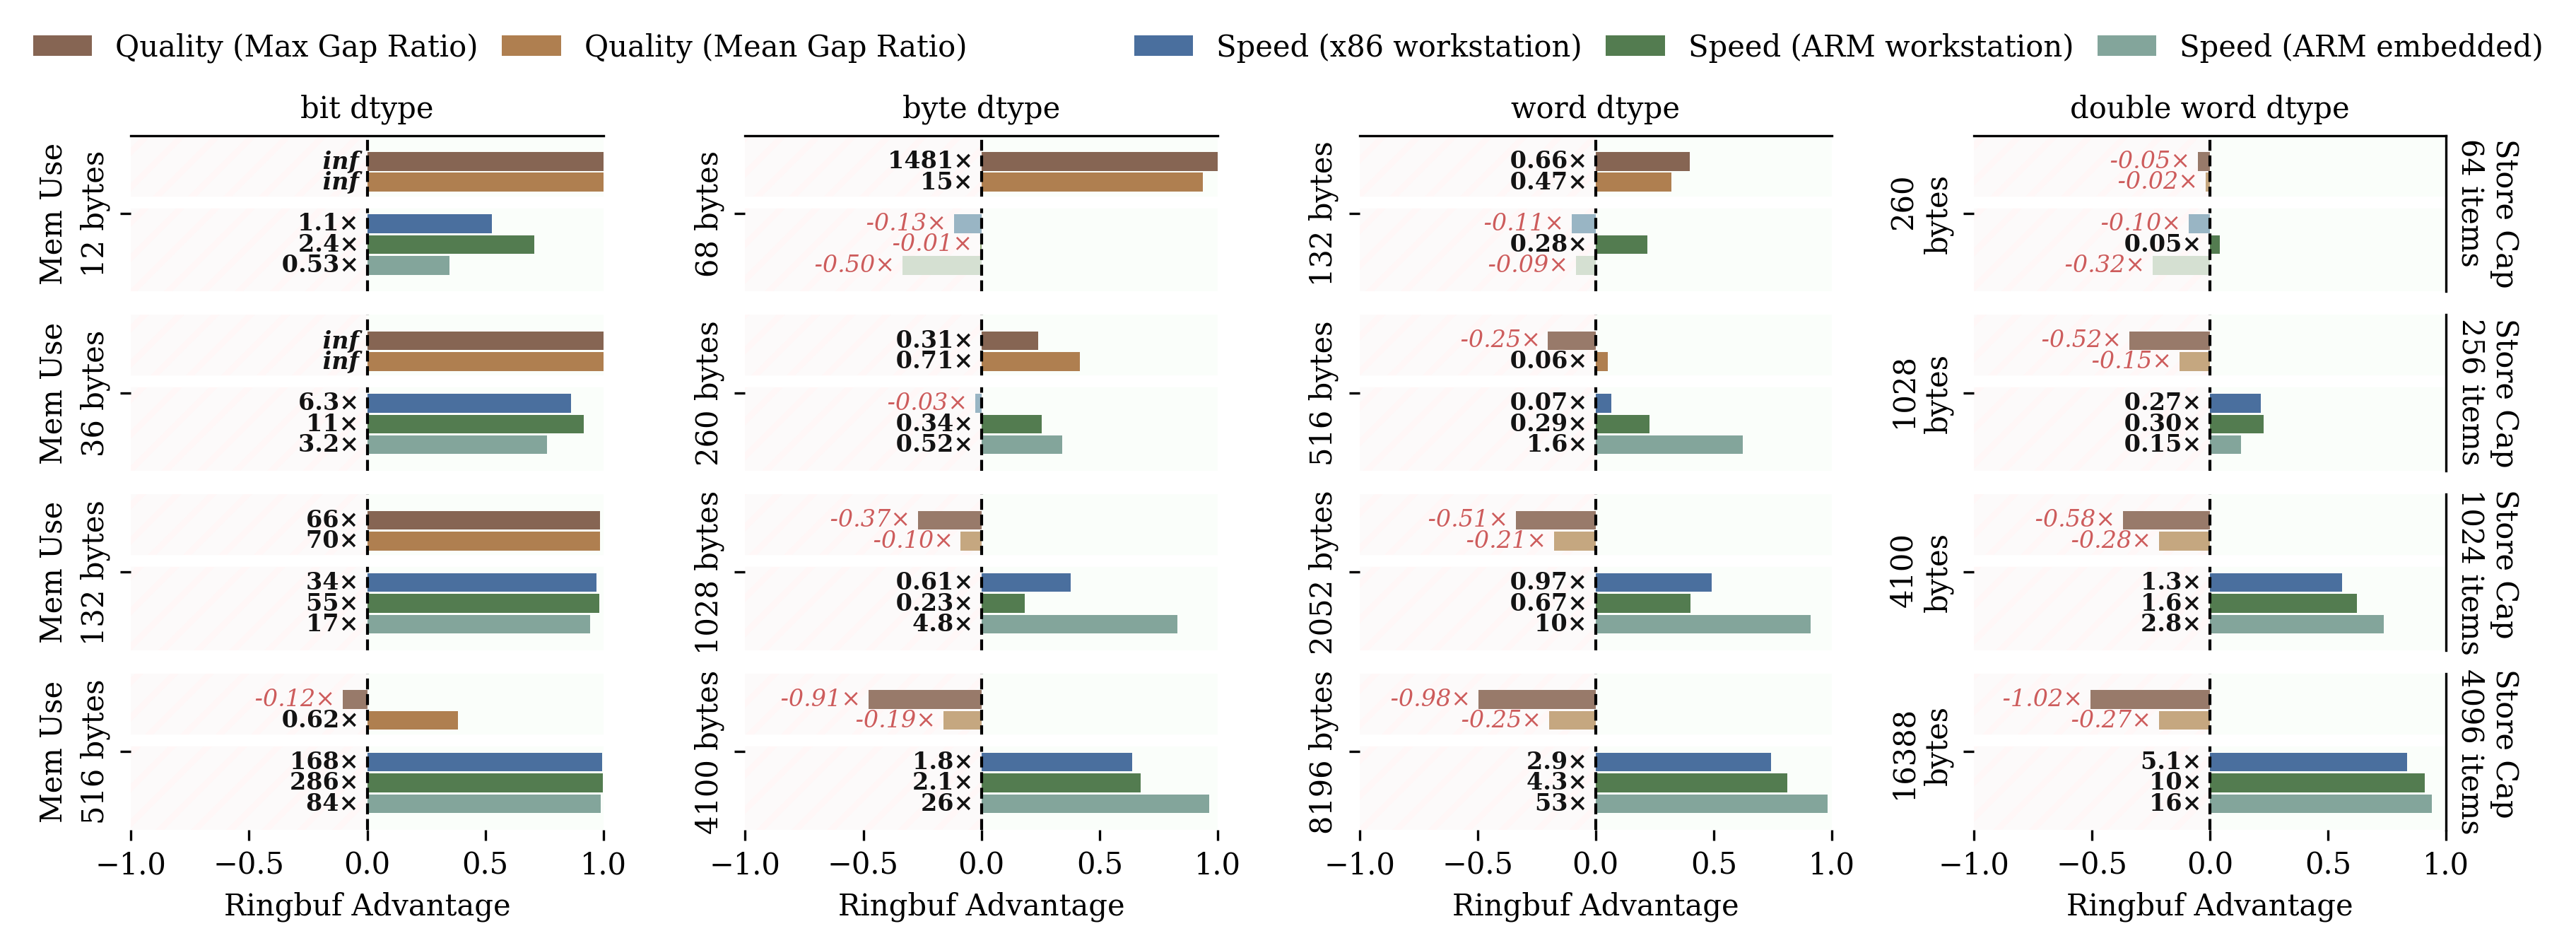 Quality (Max Gap Ratio) Quality (Mean Gap Ratio) Speed (x86 workstation) Speed (ARM workstation) Speed (ARM embedded)
bit dtype byte dtype word dtype double word dtype
Mem Use
12 bytes
inf
inf
1.1×
2.4×
0.53×
68 bytes
1481×
15×
-0.13×
-0.01×
-0.50×
132 bytes
0.66×
0.47×
-0.11×
0.28×
-0.09×
260
bytes
-0.05×
-0.02×
-0.10×
0.05×
-0.32×
Store Cap
64 items
Mem Use
36 bytes
inf
inf
6.3×
11×
3.2×
260 bytes
0.31×
0.71×
-0.03×
0.34×
0.52×
516 bytes
-0.25×
0.06×
0.07×
0.29×
1.6×
1028
bytes
-0.52×
-0.15×
0.27×
0.30×
0.15×
Store Cap
256 items
Mem Use
132 bytes
66×
70×
34×
55×
17×
1028 bytes
-0.37×
-0.10×
0.61×
0.23×
4.8×
2052 bytes
-0.51×
-0.21×
0.97×
0.67×
10×
4100
bytes
-0.58×
-0.28×
1.3×
1.6×
2.8×
Store Cap
1024 items
Mem Use
516 bytes
-0.12×
0.62×
168×
286×
84×
4100 bytes
-0.91×
-0.19×
1.8×
2.1×
26×
8196 bytes
-0.98×
-0.25×
2.9×
4.3×
53×
16388
bytes
-1.02×
-0.27×
5.1×
10×
16×
Store Cap
4096 items
−1.0 −0.5 0.0 0.5 1.0 −1.0 −0.5 0.0 0.5 1.0 −1.0 −0.5 0.0 0.5 1.0 −1.0 −0.5 0.0 0.5 1.0
Ringbuf Advantage Ringbuf Advantage Ringbuf Advantage Ringbuf Advantage